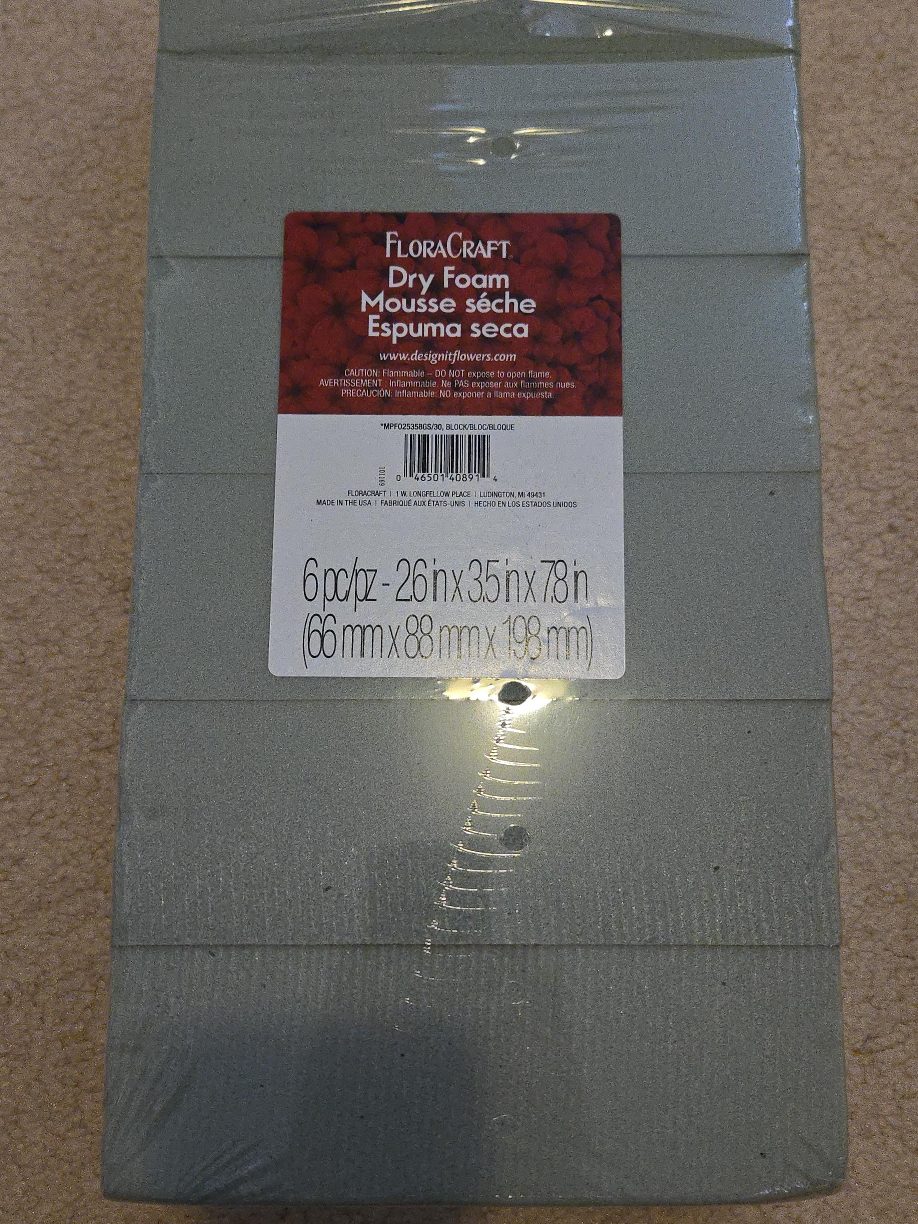 FLORACRAFT
Dry Foam
Mousse séche
Espuma seca
www.designitflowers.com
CAUTION: Flammable – DO NOT expose to open flame.
AVERTISSEMENT : Inflammable. Ne PAS exposer aux flammes nues.
PRECAUCIÓN: Inflamable. NO exponer a llama expuesta.
*MPF025358GS/30, BLOCK/BLOC/BLOQUE
0 46501 40891 4
FLORACRAFT | 1 W. LONGFELLOW PLACE | LUDINGTON, MI 49431
MADE IN THE USA | FABRIQUÉ AUX ÉTATS-UNIS | HECHO EN LOS ESTADOS UNIDOS
6 pc/pz - 2.6 in x 3.5 in x 7.8 in
(66 mm x 88 mm x 198 mm)